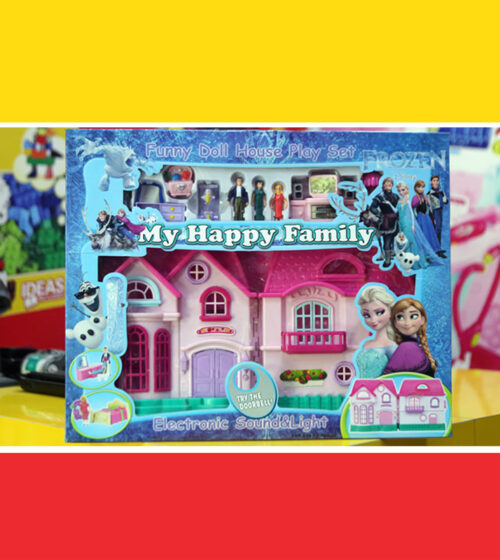 Funny Doll House Play Set
FROZEN
My Happy Family
IDEAS
TRY THE
DOORBELL!
Electronic Sound&Light